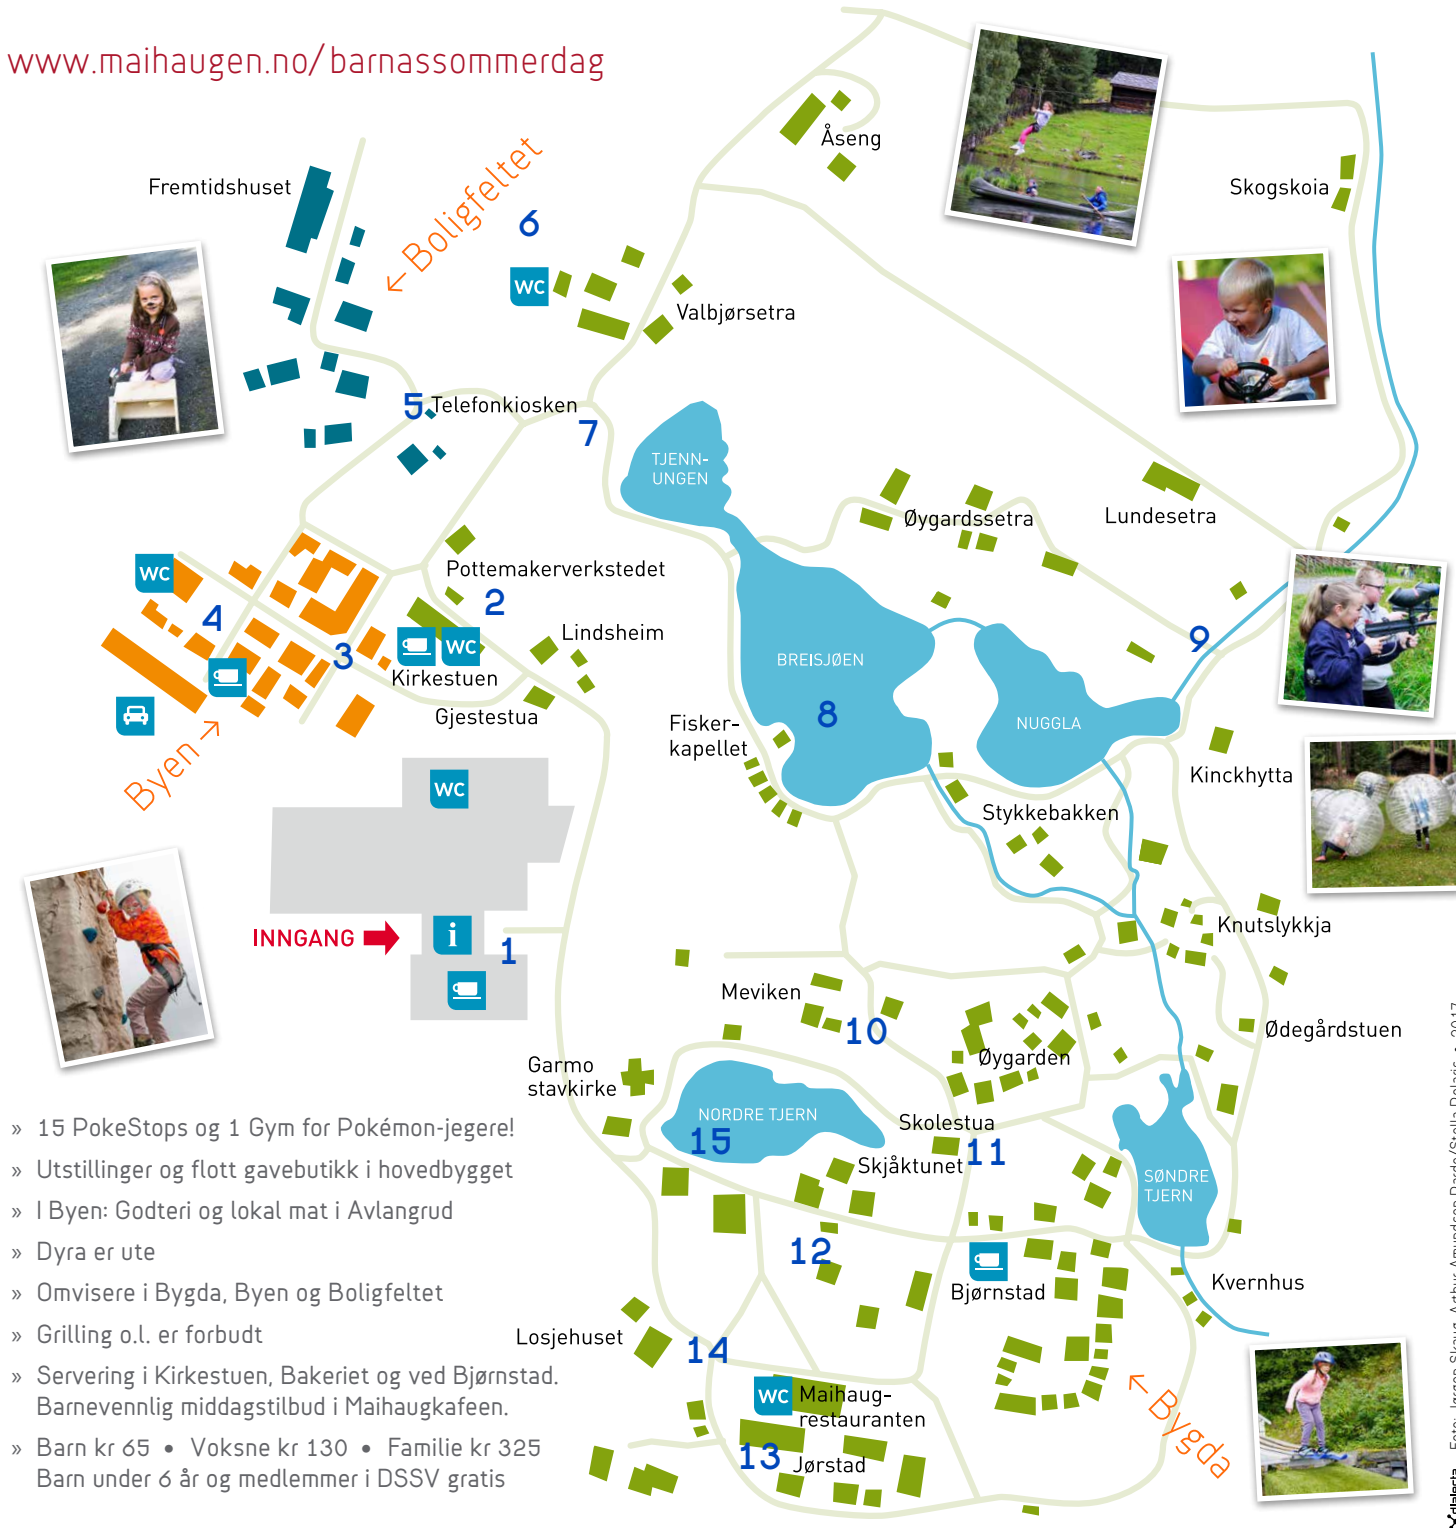 www.maihaugen.no/barnassommerdag
Åseng
Skogskoia
Fremtidshuset
← Boligfeltet
6
WC
Valbjørsetra
5
Telefonkiosken
7
TJENN-
UNGEN
Øygardssetra
Lundesetra
WC
Pottemakerverkstedet
2
4
3
WC
Lindsheim
Kirkestuen
Gjestestua
Byen →
BREISJØEN
8
9
NUGGLA
Fisker-
kapellet
Kinckhytta
WC
Stykkebakken
INNGANG
i
1
Knutslykkja
Meviken
10
Øygarden
Ødegårdstuen
Garmo
stavkirke
NORDRE TJERN
15
Skolestua
11
Skjåktunet
SØNDRE
TJERN
12
Bjørnstad
Kvernhus
Losjehuset
14
WC
Maihaug-
restauranten
13
Jørstad
← Bygda
» 15 PokeStops og 1 Gym for Pokémon-jegere!
» Utstillinger og flott gavebutikk i hovedbygget
» I Byen: Godteri og lokal mat i Avlangrud
» Dyra er ute
» Omvisere i Bygda, Byen og Boligfeltet
» Grilling o.l. er forbudt
» Servering i Kirkestuen, Bakeriet og ved Bjørnstad.
Barnevennlig middagstilbud i Maihaugkafeen.
» Barn kr 65 • Voksne kr 130 • Familie kr 325
Barn under 6 år og medlemmer i DSSV gratis